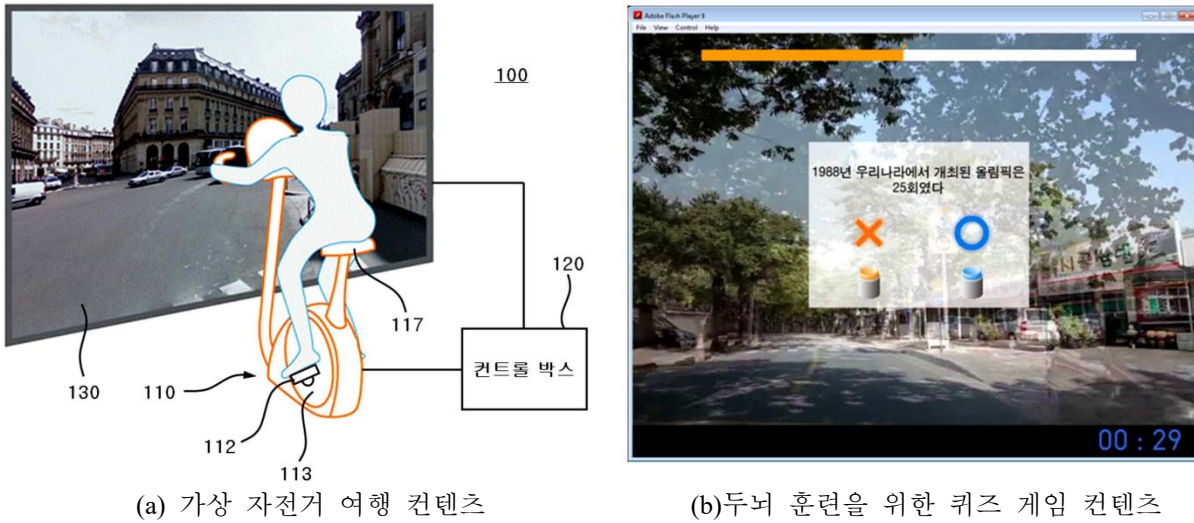 100
120
컨트롤 박스
117
130
110
112
113
(a) 가상 자전거 여행 컨텐츠
Adobe Flash Player 9
File View Control Help
1988년 우리나라에서 개최된 올림픽은
25회였다
00 : 29
(b)두뇌 훈련을 위한 퀴즈 게임 컨텐츠